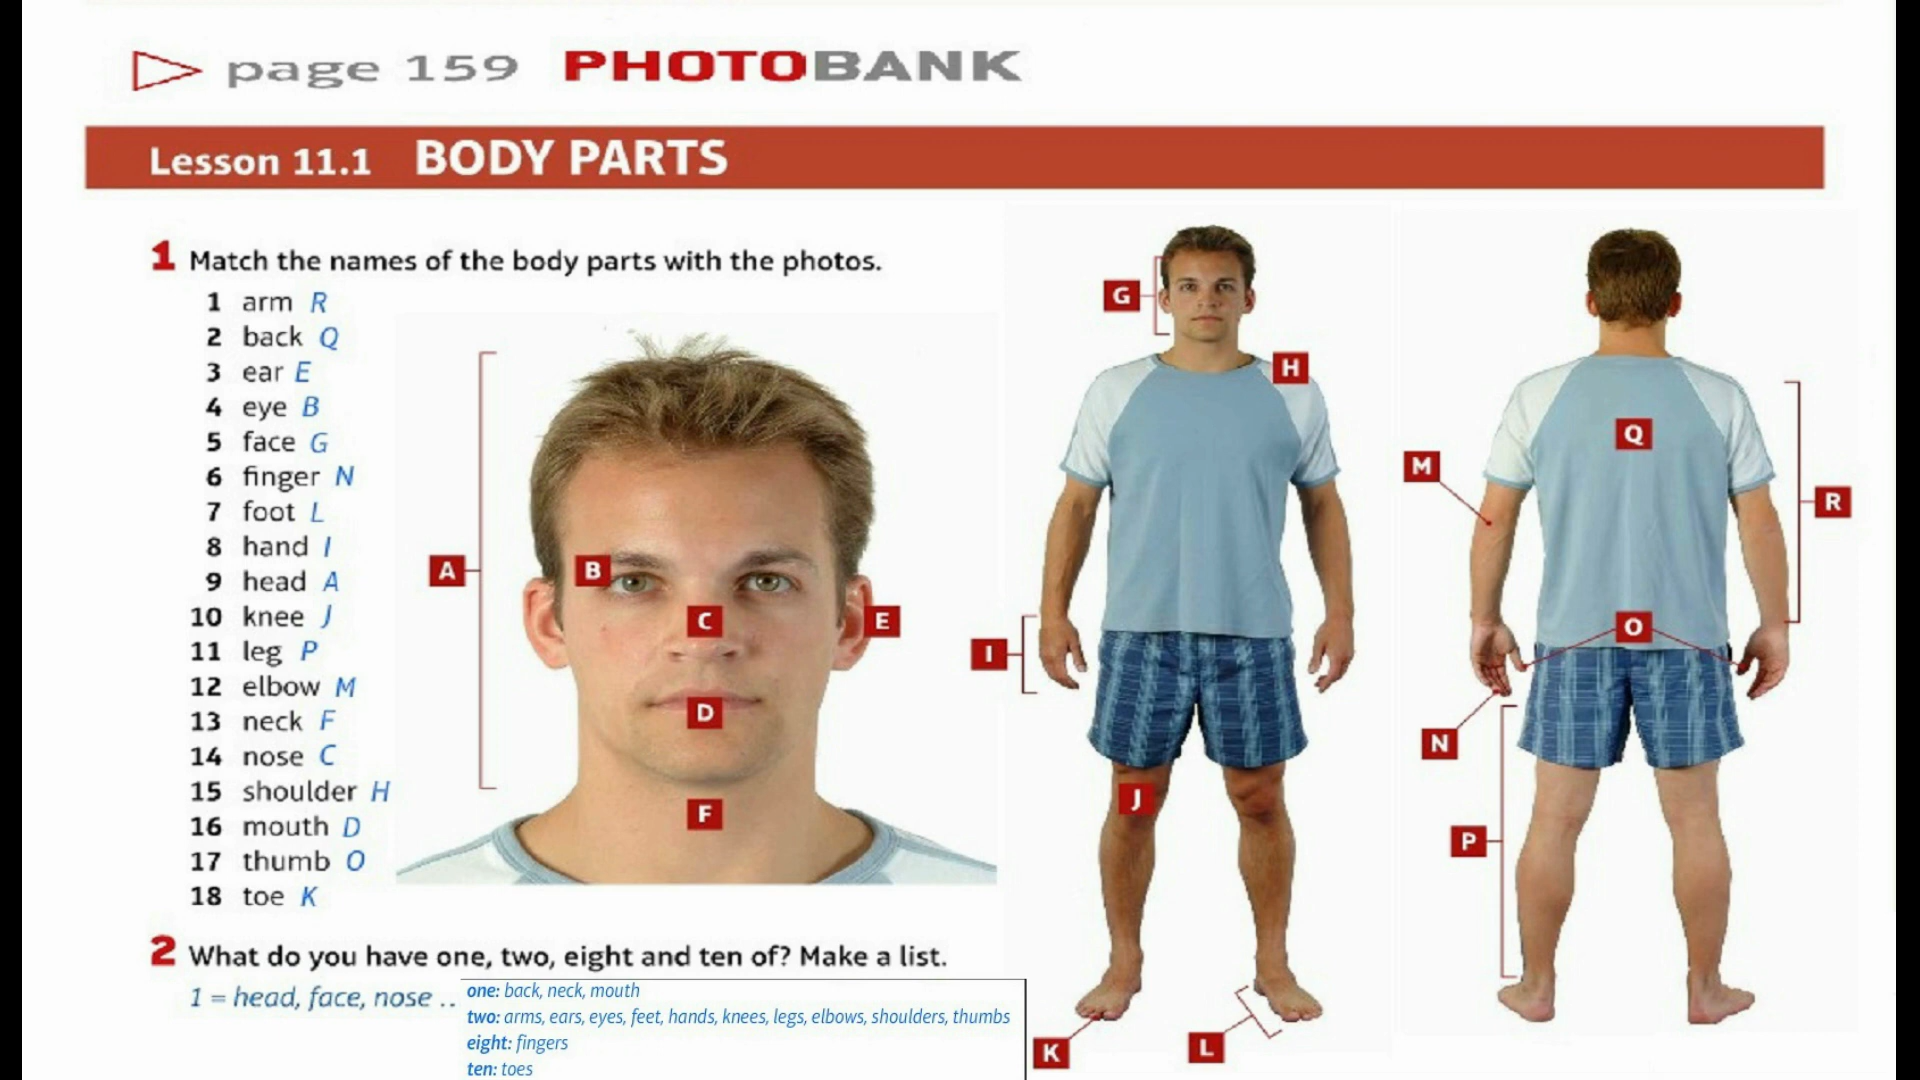 page 159 PHOTOBANK
Lesson 11.1 BODY PARTS
1 Match the names of the body parts with the photos.
1 arm R
2 back Q
3 ear E
4 eye B
5 face G
6 finger N
7 foot L
8 hand I
9 head A
10 knee J
11 leg P
12 elbow M
13 neck F
14 nose C
15 shoulder H
16 mouth D
17 thumb O
18 toe K
A
B
C
D
E
F
G
H
I
J
K
L
M
N
O
P
Q
R
2 What do you have one, two, eight and ten of? Make a list.
1 = head, face, nose ..
one: back, neck, mouth
two: arms, ears, eyes, feet, hands, knees, legs, elbows, shoulders, thumbs
eight: fingers
ten: toes